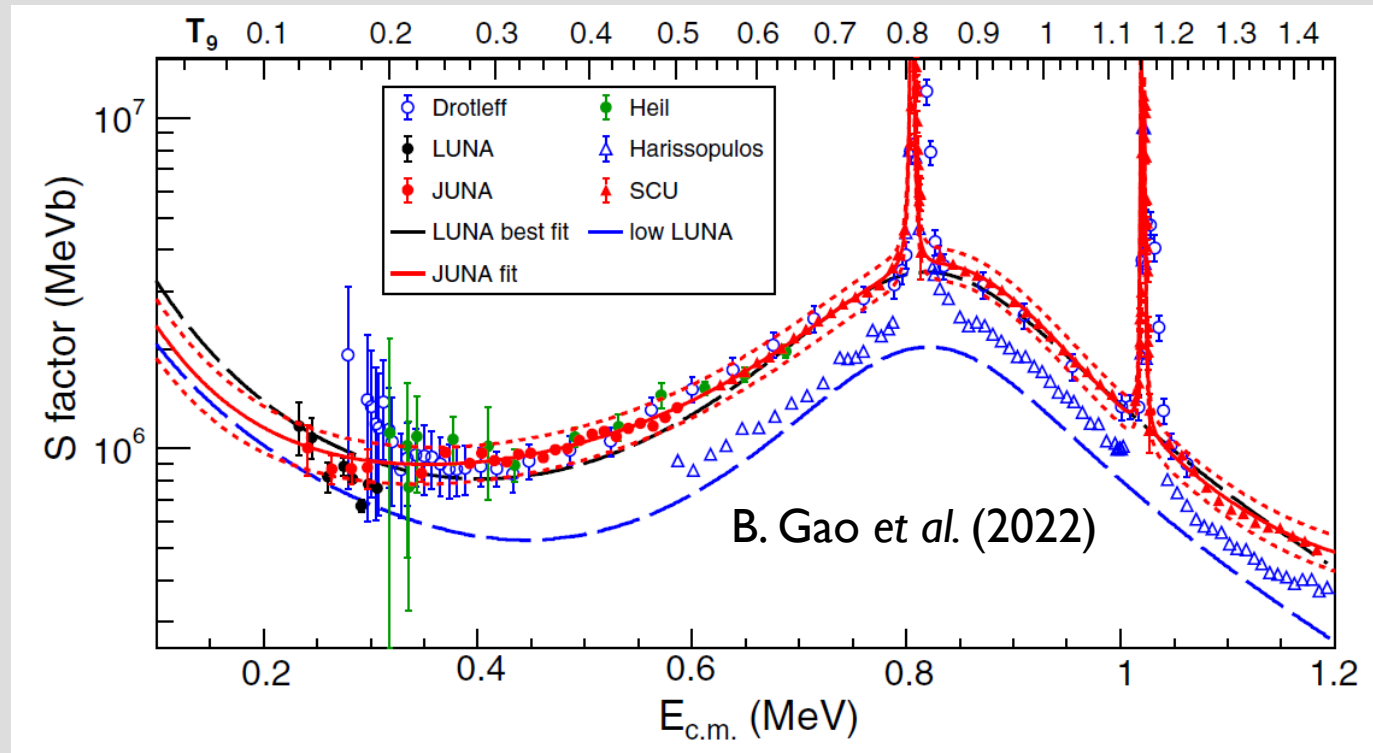 T9 0.1 0.2 0.3 0.4 0.5 0.6 0.7 0.8 0.9 1 1.1 1.2 1.3 1.4
Drotleff Heil
LUNA Harissopulos
JUNA SCU
LUNA best fit low LUNA
JUNA fit
10^7
10^6
S factor (MeVb)
B. Gao et al. (2022)
0.2 0.4 0.6 0.8 1 1.2
E_c.m. (MeV)